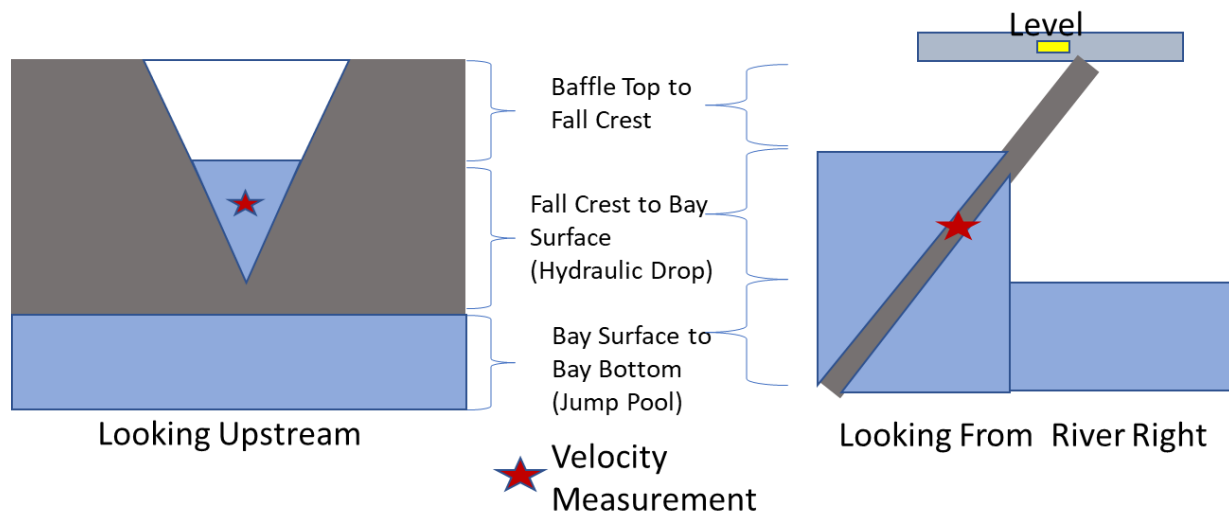 Level
Baffle Top to
Fall Crest
Fall Crest to Bay
Surface
(Hydraulic Drop)
Bay Surface to
Bay Bottom
(Jump Pool)
Looking Upstream
Looking From River Right
Velocity
Measurement